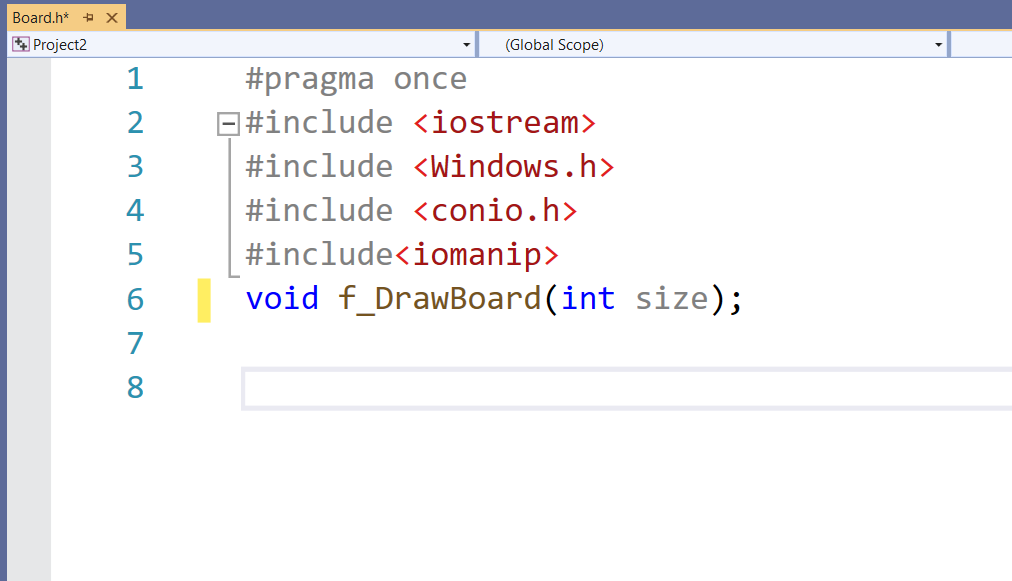 Board.h*
Project2
(Global Scope)
1 #pragma once
2 #include <iostream>
3 #include <Windows.h>
4 #include <conio.h>
5 #include<iomanip>
6 void f_DrawBoard(int size);
7
8